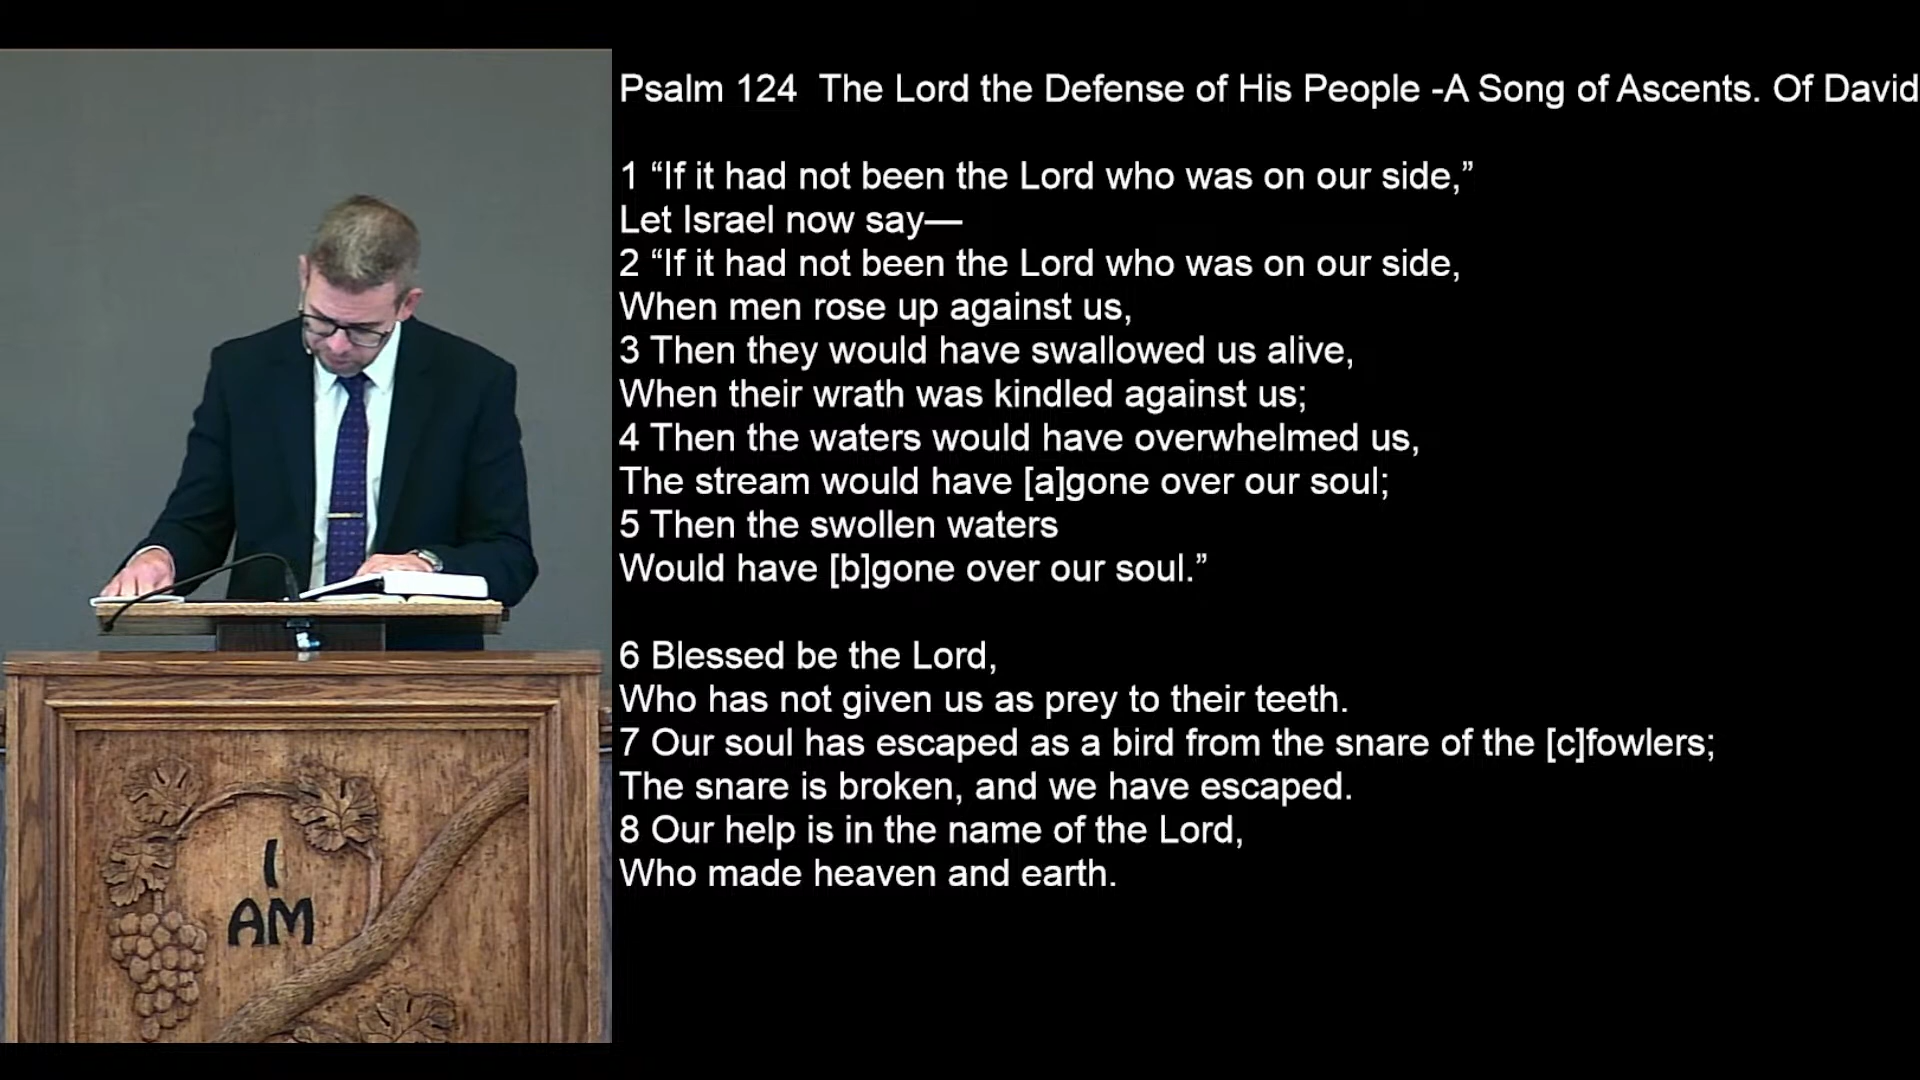 Psalm 124  The Lord the Defense of His People -A Song of Ascents. Of David
1 “If it had not been the Lord who was on our side,”
Let Israel now say—
2 “If it had not been the Lord who was on our side,
When men rose up against us,
3 Then they would have swallowed us alive,
When their wrath was kindled against us;
4 Then the waters would have overwhelmed us,
The stream would have [a]gone over our soul;
5 Then the swollen waters
Would have [b]gone over our soul.”
6 Blessed be the Lord,
Who has not given us as prey to their teeth.
7 Our soul has escaped as a bird from the snare of the [c]fowlers;
The snare is broken, and we have escaped.
8 Our help is in the name of the Lord,
Who made heaven and earth.
I
AM